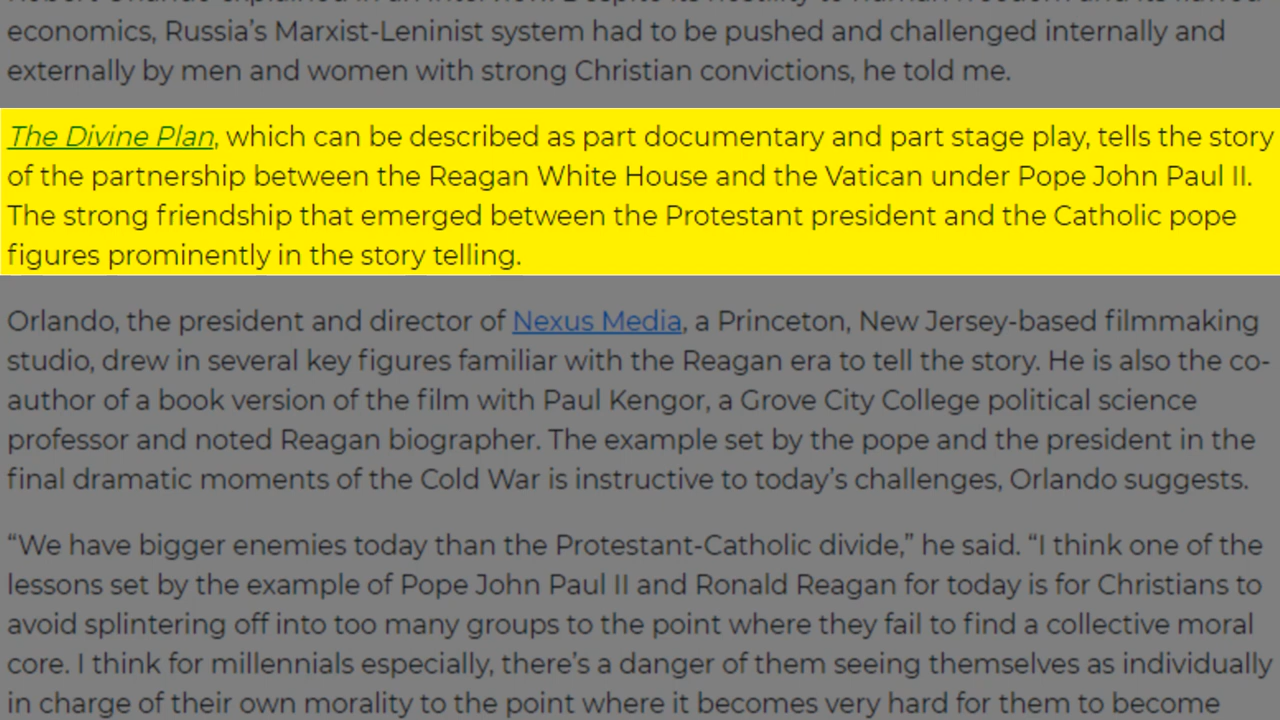 economics, Russia’s Marxist-Leninist system had to be pushed and challenged internally and
externally by men and women with strong Christian convictions, he told me.
The Divine Plan, which can be described as part documentary and part stage play, tells the story
of the partnership between the Reagan White House and the Vatican under Pope John Paul II.
The strong friendship that emerged between the Protestant president and the Catholic pope
figures prominently in the story telling.
Orlando, the president and director of Nexus Media, a Princeton, New Jersey-based filmmaking
studio, drew in several key figures familiar with the Reagan era to tell the story. He is also the co-
author of a book version of the film with Paul Kengor, a Grove City College political science
professor and noted Reagan biographer. The example set by the pope and the president in the
final dramatic moments of the Cold War is instructive to today’s challenges, Orlando suggests.
“We have bigger enemies today than the Protestant-Catholic divide,” he said. “I think one of the
lessons set by the example of Pope John Paul II and Ronald Reagan for today is for Christians to
avoid splintering off into too many groups to the point where they fail to find a collective moral
core. I think for millennials especially, there’s a danger of them seeing themselves as individually
in charge of their own morality to the point where it becomes very hard for them to become